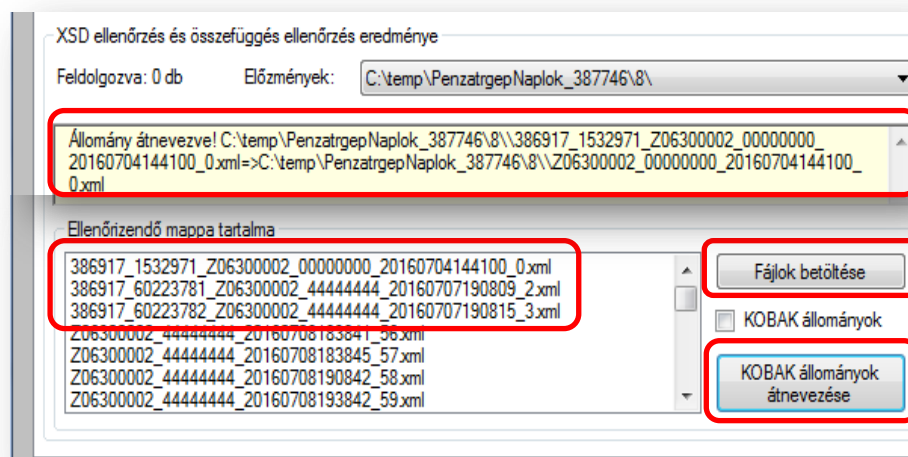 XSD ellenőrzés és összefüggés ellenőrzés eredménye
Feldolgozva: 0 db Előzmények: C:\temp\PenzatrgepNaplok_387746\8\
Állomány átnevezve! C:\temp\PenzatrgepNaplok_387746\8\\386917_1532971_Z06300002_00000000_
20160704144100_0.xml=>C:\temp\PenzatrgepNaplok_387746\8\\Z06300002_00000000_20160704144100_
0.xml
Ellenőrizendő mappa tartalma
386917_1532971_Z06300002_00000000_20160704144100_0.xml
386917_60223781_Z06300002_44444444_20160707190809_2.xml
386917_60223782_Z06300002_44444444_20160707190815_3.xml
Z06300002_44444444_20160708183841_56.xml
Z06300002_44444444_20160708183845_57.xml
Z06300002_44444444_20160708190842_58.xml
Z06300002_44444444_20160708193842_59.xml
Fájlok betöltése
KOBAK állományok
KOBAK állományok
átnevezése